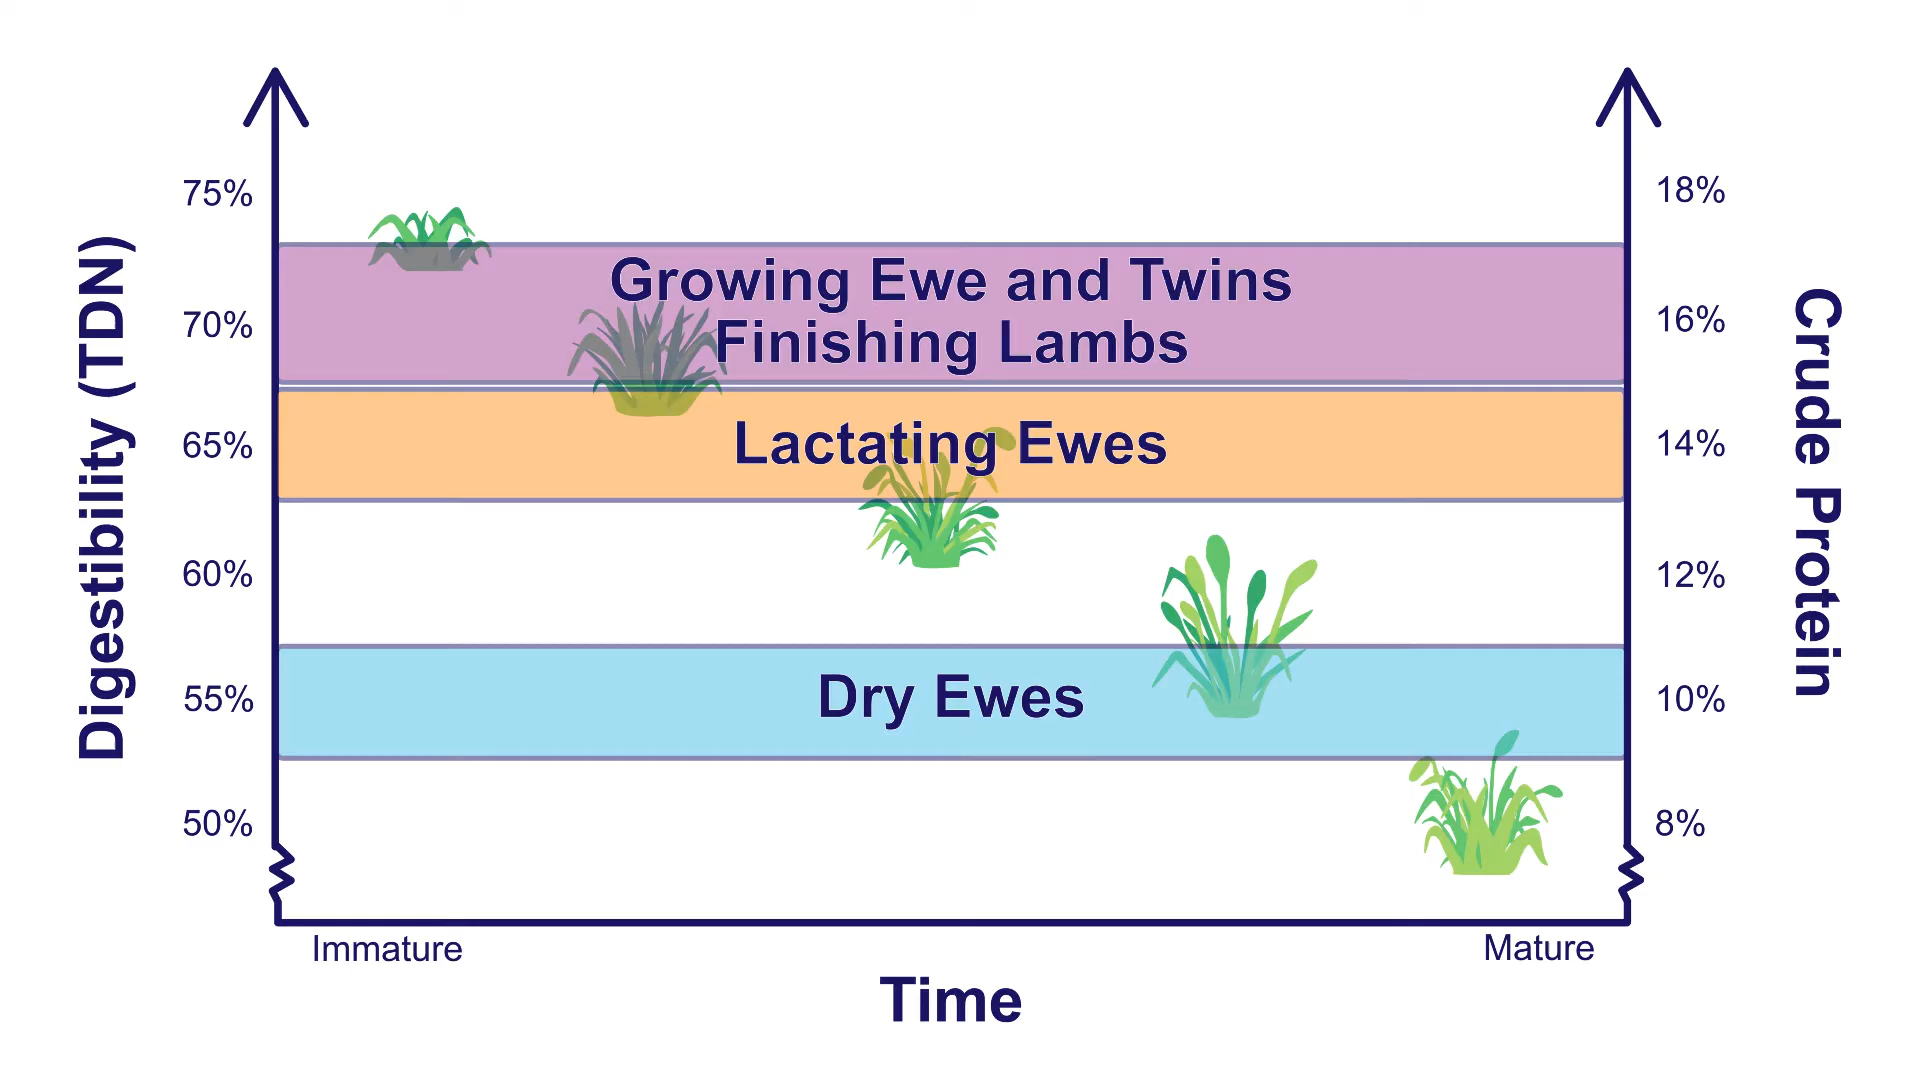 Digestibility (TDN)
75%
70%
65%
60%
55%
50%
Growing Ewe and Twins
Finishing Lambs
Lactating Ewes
Dry Ewes
18%
16%
14%
12%
10%
8%
Crude Protein
Immature
Mature
Time